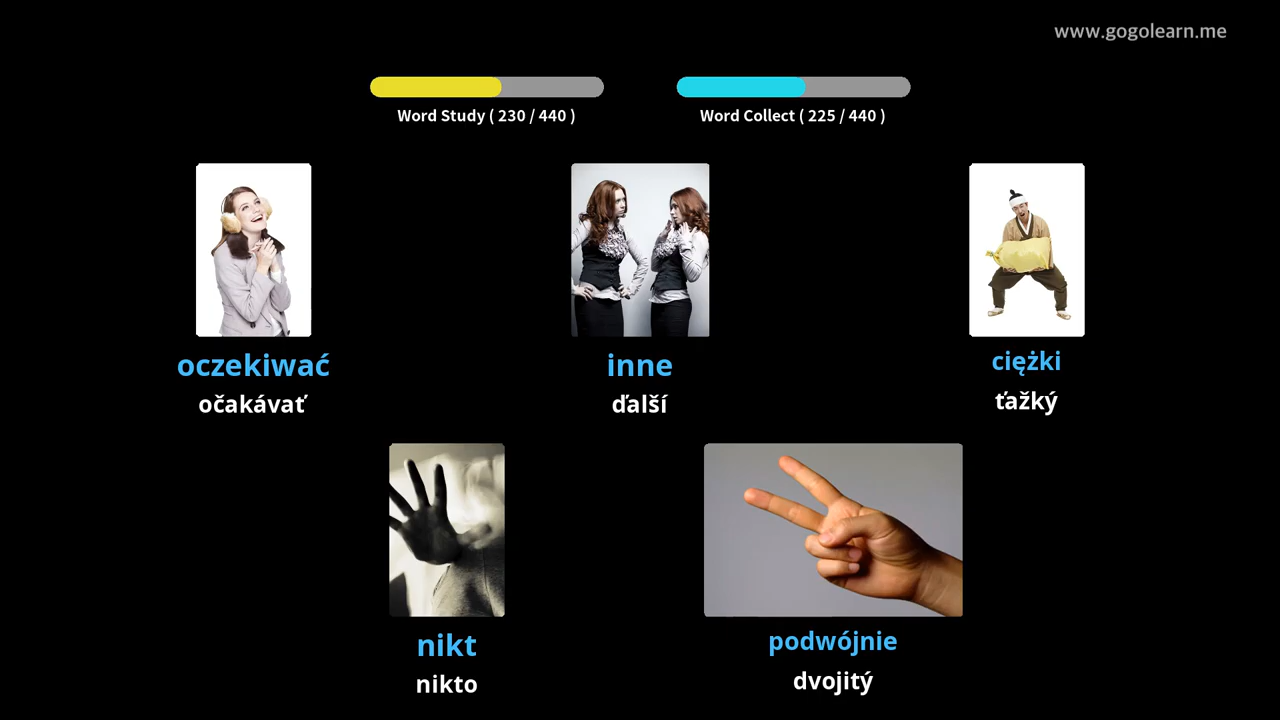 www.gogolearn.me
Word Study ( 230 / 440 )
Word Collect ( 225 / 440 )
oczekiwać
očakávať
inne
ďalší
ciężki
ťažký
nikt
nikto
podwójnie
dvojitý